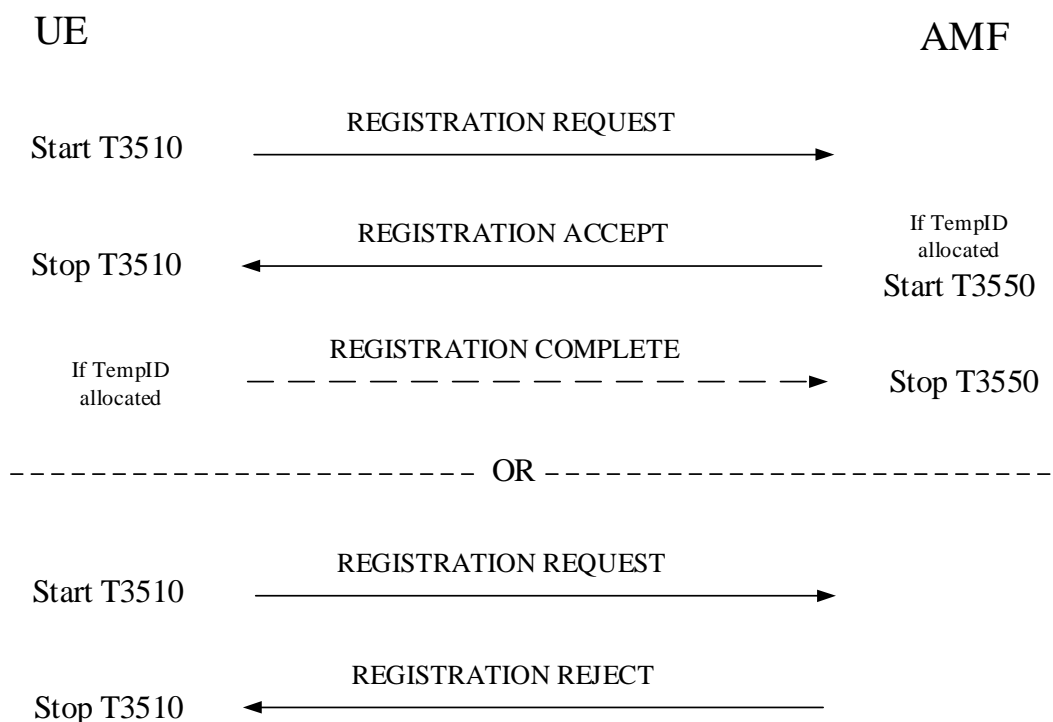 UE
AMF
REGISTRATION REQUEST
Start T3510
REGISTRATION ACCEPT
If TempID
allocated
Stop T3510
Start T3550
REGISTRATION COMPLETE
If TempID
allocated
Stop T3550
OR
REGISTRATION REQUEST
Start T3510
REGISTRATION REJECT
Stop T3510